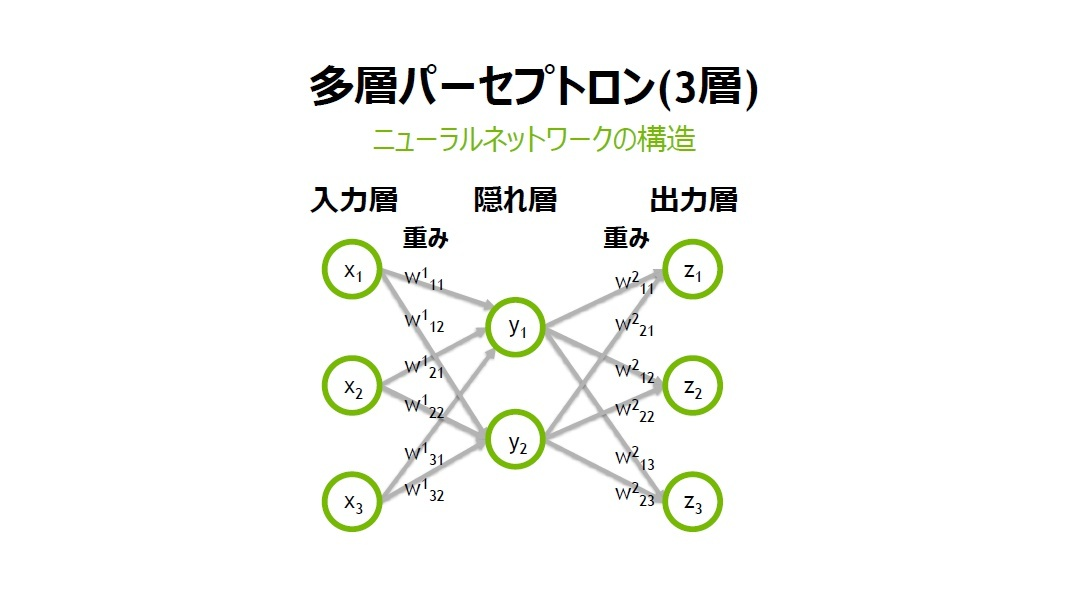 多層パーセプトロン(3層)
ニューラルネットワークの構造
入力層 隠れ層 出力層
重み 重み
x₁ w¹₁₁ w²₁₁ z₁
w¹₁₂ y₁ w²₂₁
w¹₂₁ w²₁₂
x₂ z₂
w¹₂₂ w²₂₂
w¹₃₁ y₂ w²₁₃
w¹₃₂ w²₂₃
x₃ z₃